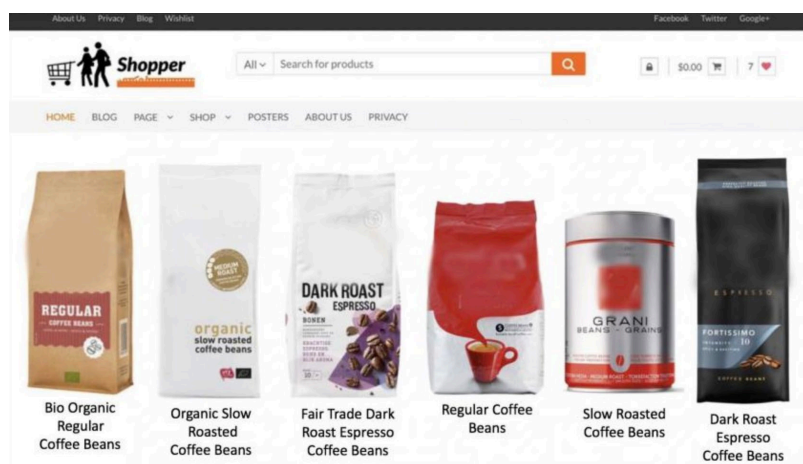 About Us Privacy Blog Wishlist
Facebook Twitter Google+
Shopper
All Search for products
$0.00 7
HOME BLOG PAGE SHOP POSTERS ABOUT US PRIVACY
REGULAR
COFFEE BEANS
MEDIUM
ROAST
organic
slow roasted
coffee beans
DARK ROAST
ESPRESSO
BONEN
10
5
GRANI
BEANS - GRAINS
ESPRESSO
FORTISSIMO
INTENSITY 10
COFFEE BEANS
Bio Organic
Regular
Coffee Beans
Organic Slow
Roasted
Coffee Beans
Fair Trade Dark
Roast Espresso
Coffee Beans
Regular Coffee
Beans
Slow Roasted
Coffee Beans
Dark Roast
Espresso
Coffee Beans